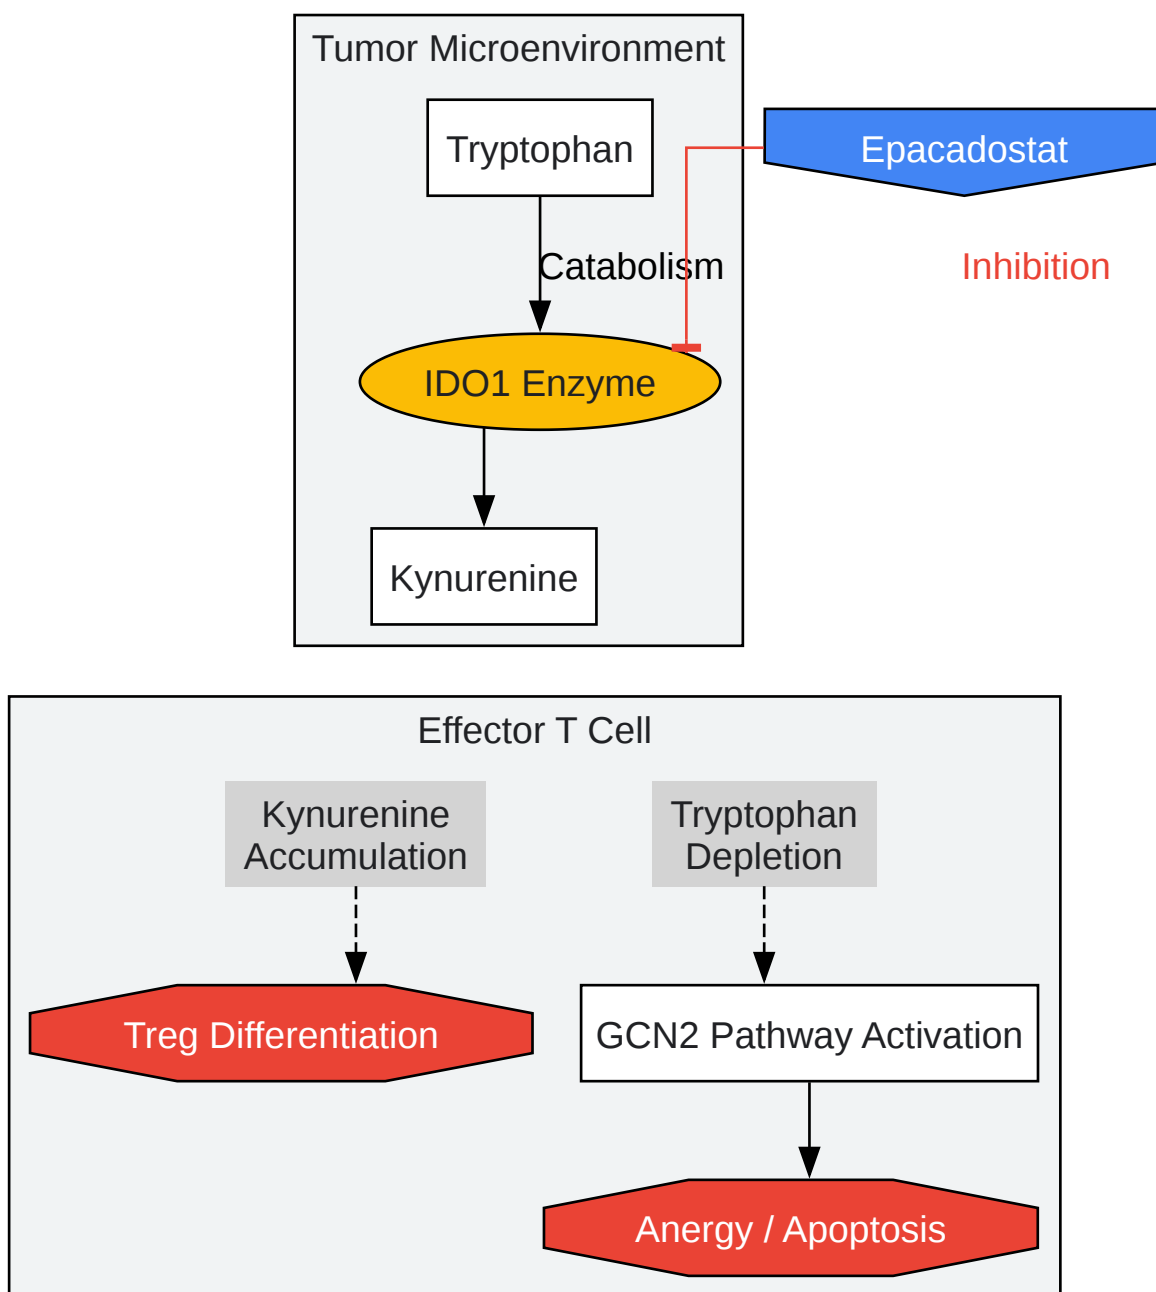 Tumor Microenvironment
Tryptophan
Epacadostat
Catabolism
Inhibition
IDO1 Enzyme
Kynurenine
Effector T Cell
Kynurenine
Accumulation
Tryptophan
Depletion
Treg Differentiation
GCN2 Pathway Activation
Anergy / Apoptosis